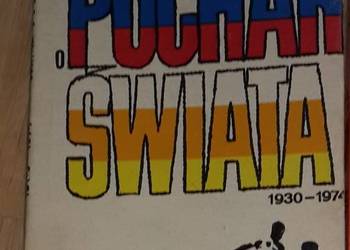 o PUCHAR
ŚWIATA
1930-1974